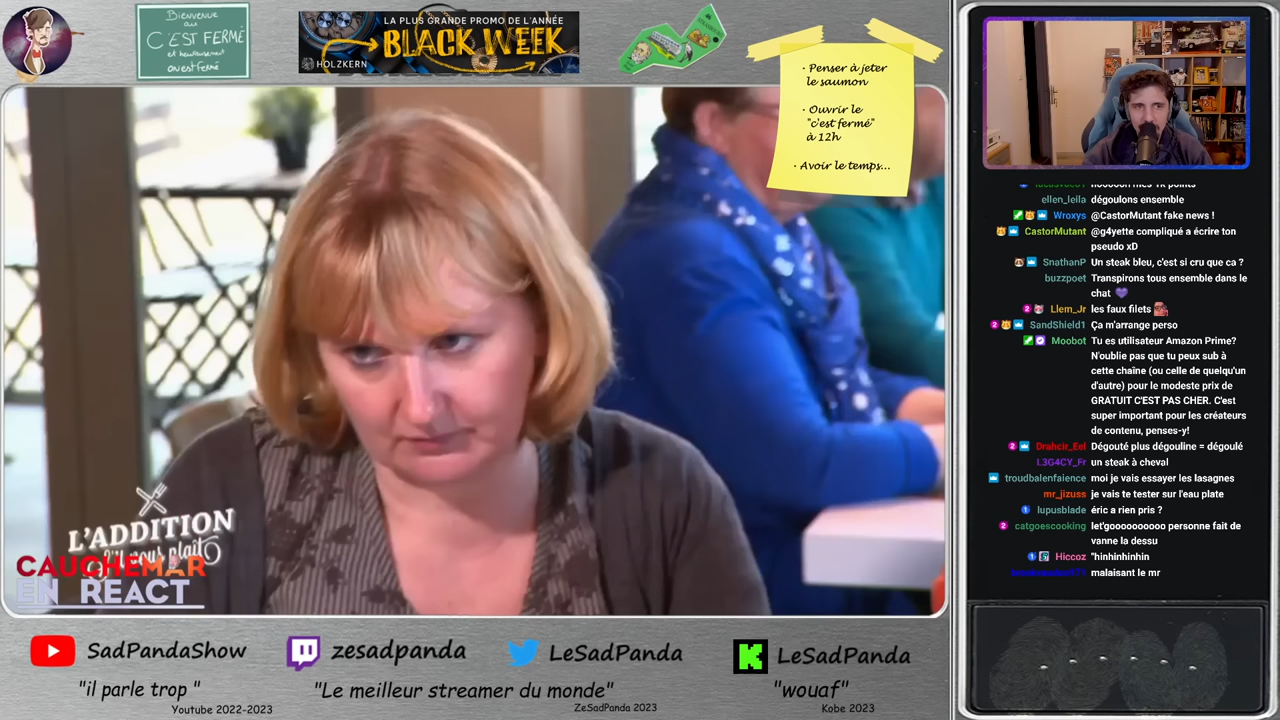 Bienvenue
au
C'EST FERMÉ
et heureusement
on est fermé
LA PLUS GRANDE PROMO DE L'ANNÉE
BLACK WEEK
HOLZKERN
• Penser à jeter
le saumon
• Ouvrir le
"c'est fermé"
à 12h
• Avoir le temps...
L'ADDITION
s'il vous plaît
CAUCHEMAR
EN REACT
SadPandaShow
zesadpanda
LeSadPanda
LeSadPanda
"il parle trop "
Youtube 2022-2023
"Le meilleur streamer du monde"
ZeSadPanda 2023
"wouaf"
Kobe 2023
ellen_leila dégoulons ensemble
Wroxys @CastorMutant fake news !
CastorMutant @g4yette compliqué a écrire ton
pseudo xD
SnathanP Un steak bleu, c'est si cru que ca ?
buzzpoet Transpirons tous ensemble dans le
chat 💜
Llem_Jr les faux filets
SandShield1 Ça m'arrange perso
Moobot Tu es utilisateur Amazon Prime?
N'oublie pas que tu peux sub à
cette chaîne (ou celle de quelqu'un
d'autre) pour le modeste prix de
GRATUIT C'EST PAS CHER. C'est
super important pour les créateurs
de contenu, penses-y!
Drahcir_Eel Dégouté plus dégouline = dégoulé
L3G4CY_Fr un steak à cheval
troudbalenfaience moi je vais essayer les lasagnes
mr_jizuss je vais te tester sur l'eau plate
lupusblade éric a rien pris ?
catgoescooking let'gooooooooo personne fait de
vanne la dessu
Hiccoz "hinhinhinhin
malaisant le mr